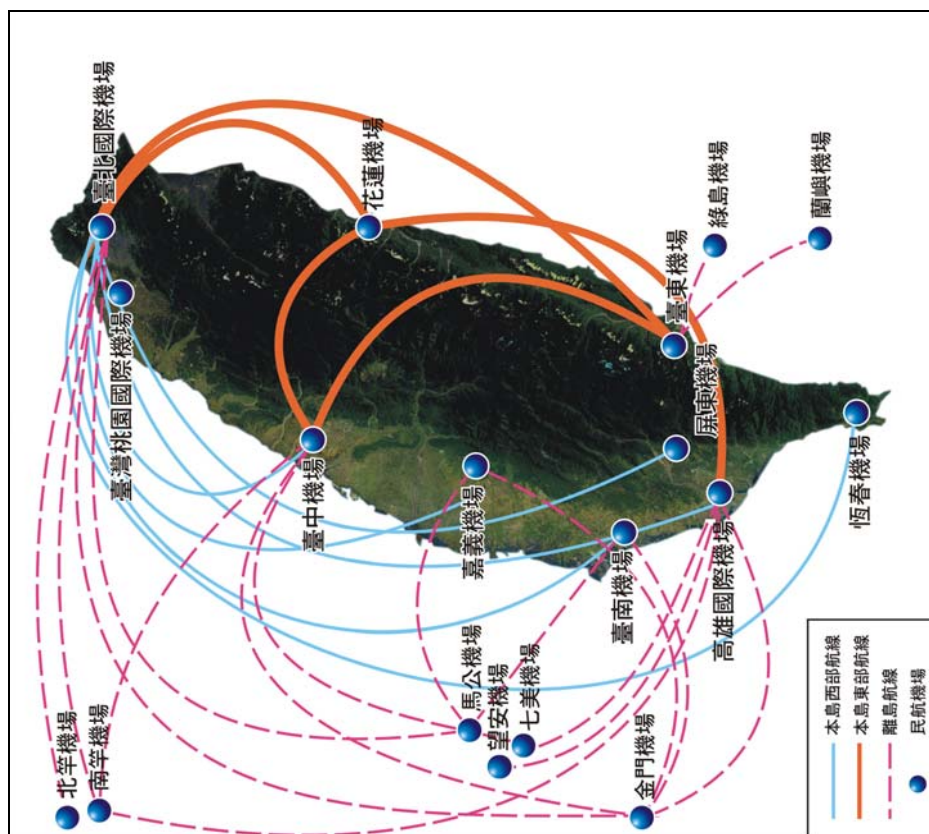 臺北國際機場
臺灣桃園國際機場
花蓮機場
臺中機場
嘉義機場
臺南機場
高雄國際機場
屏東機場
臺東機場
綠島機場
蘭嶼機場
恆春機場
北竿機場
南竿機場
馬公機場
望安機場
七美機場
金門機場
本島西部航線
本島東部航線
離島航線
民航機場